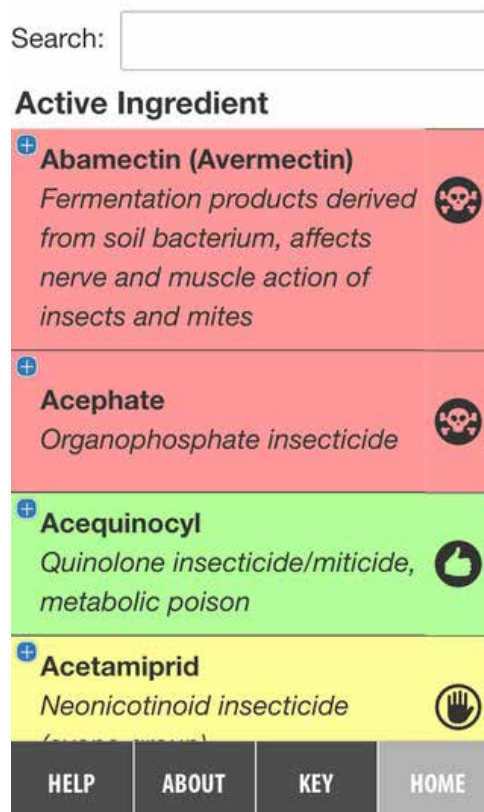 Search:
Active Ingredient
Abamectin (Avermectin)
Fermentation products derived
from soil bacterium, affects
nerve and muscle action of
insects and mites
Acephate
Organophosphate insecticide
Acequinocyl
Quinolone insecticide/miticide,
metabolic poison
Acetamiprid
Neonicotinoid insecticide
HELP ABOUT KEY HOME